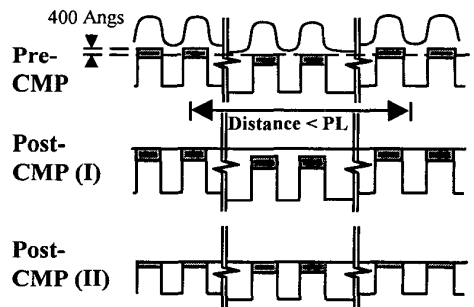 400 Angs
Pre-
CMP
Distance < PL
Post-
CMP (I)
Post-
CMP (II)